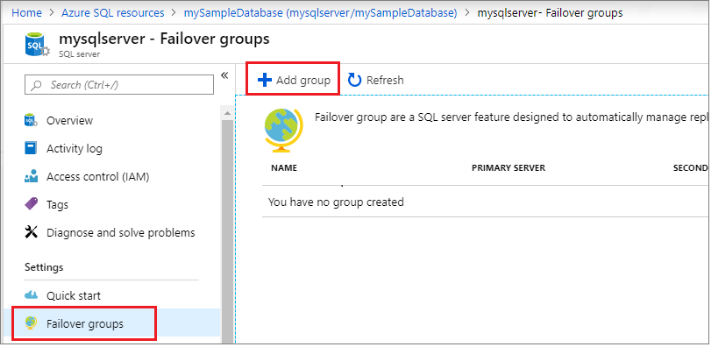 Home > Azure SQL resources > mySampleDatabase (mysqlserver/mySampleDatabase) > mysqlserver- Failover groups
SQL
mysqlserver - Failover groups
SQL server
Search (Ctrl+/)
«
Add group
Refresh
SQL
Overview
Activity log
Access control (IAM)
Tags
Diagnose and solve problems
Settings
Quick start
Failover groups
Failover group are a SQL server feature designed to automatically manage repl
NAME PRIMARY SERVER SECOND
You have no group created